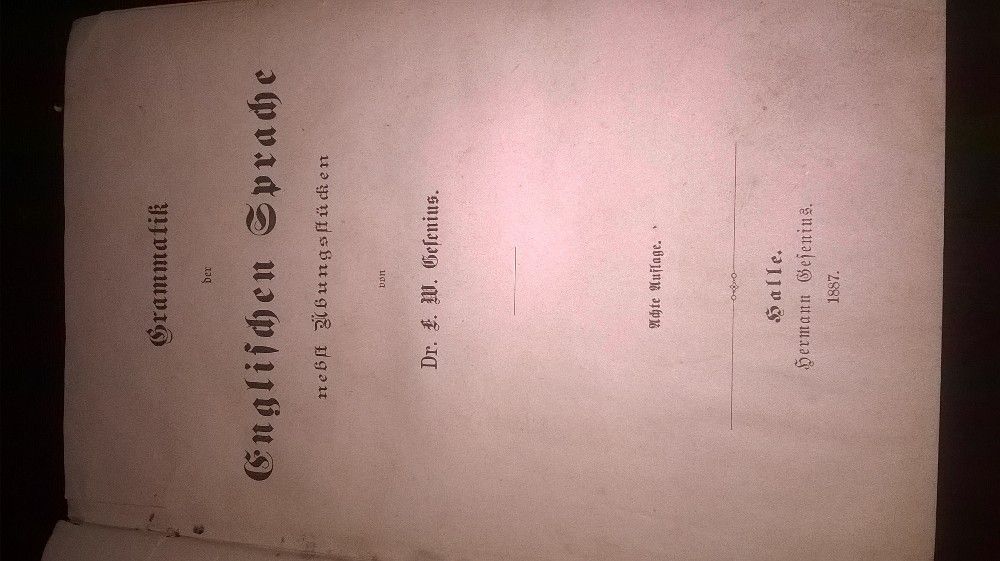 Grammatik
der
Engliſchen Sprache
nebſt Übungsſtücken
von
Dr. F. W. Geſenius.
Achte Auflage.
Halle.
Hermann Geſenius.
1887.